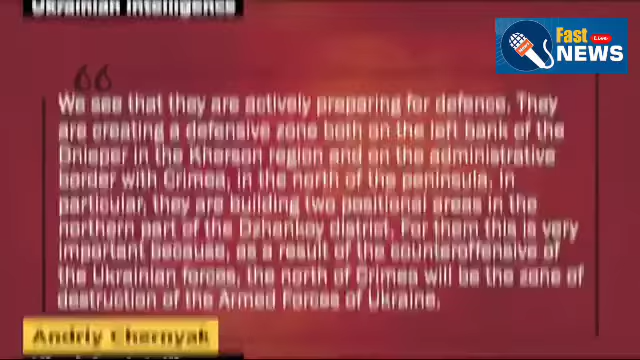 Ukrainian Intelligence
Fast
Live
NEWS
We see that they are actively preparing for defence. They
are creating a defensive zone both on the left bank of the
Dnieper in the Kherson region and on the administrative
border with Crimea, in the north of the peninsula. In
particular, they are building two positional areas in the
northern part of the Dzhankoy district. For them this is very
important because, as a result of the counteroffensive of
the Ukrainian forces, the north of Crimea will be the zone of
destruction of the Armed Forces of Ukraine.
Andriy Chernyak